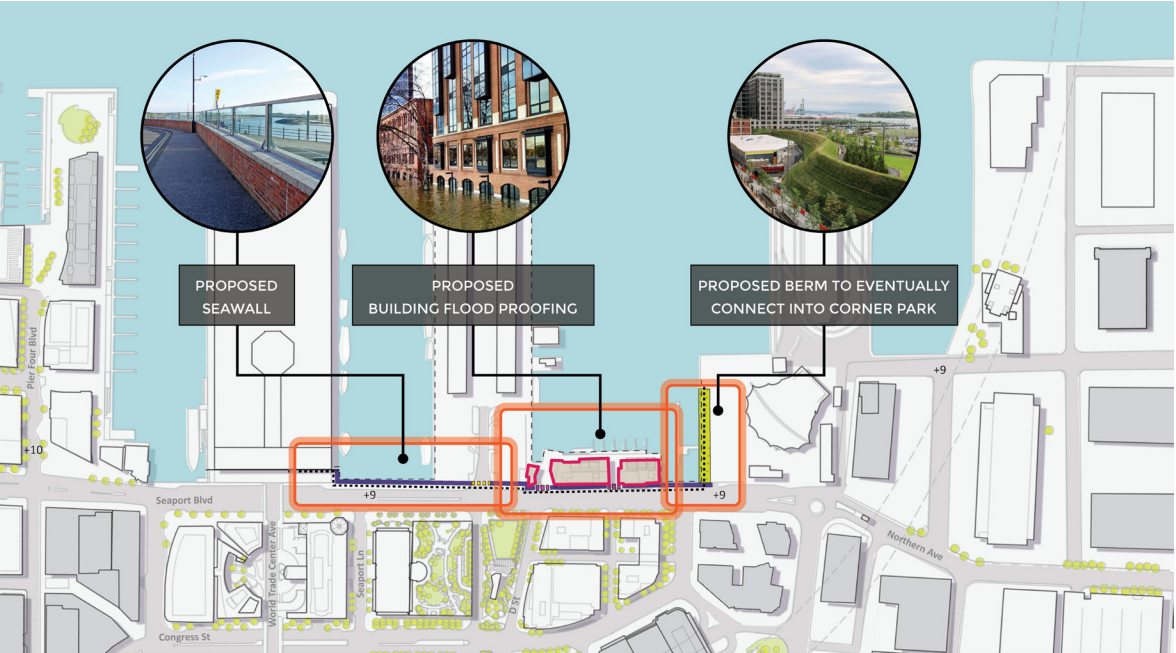 PROPOSED
SEAWALL
PROPOSED
BUILDING FLOOD PROOFING
PROPOSED BERM TO EVENTUALLY
CONNECT INTO CORNER PARK
Pier Four Blvd
+9
+10
+9
+9
Seaport Blvd
World Trade Center Ave
Seaport Ln
D St
Northern Ave
Congress St